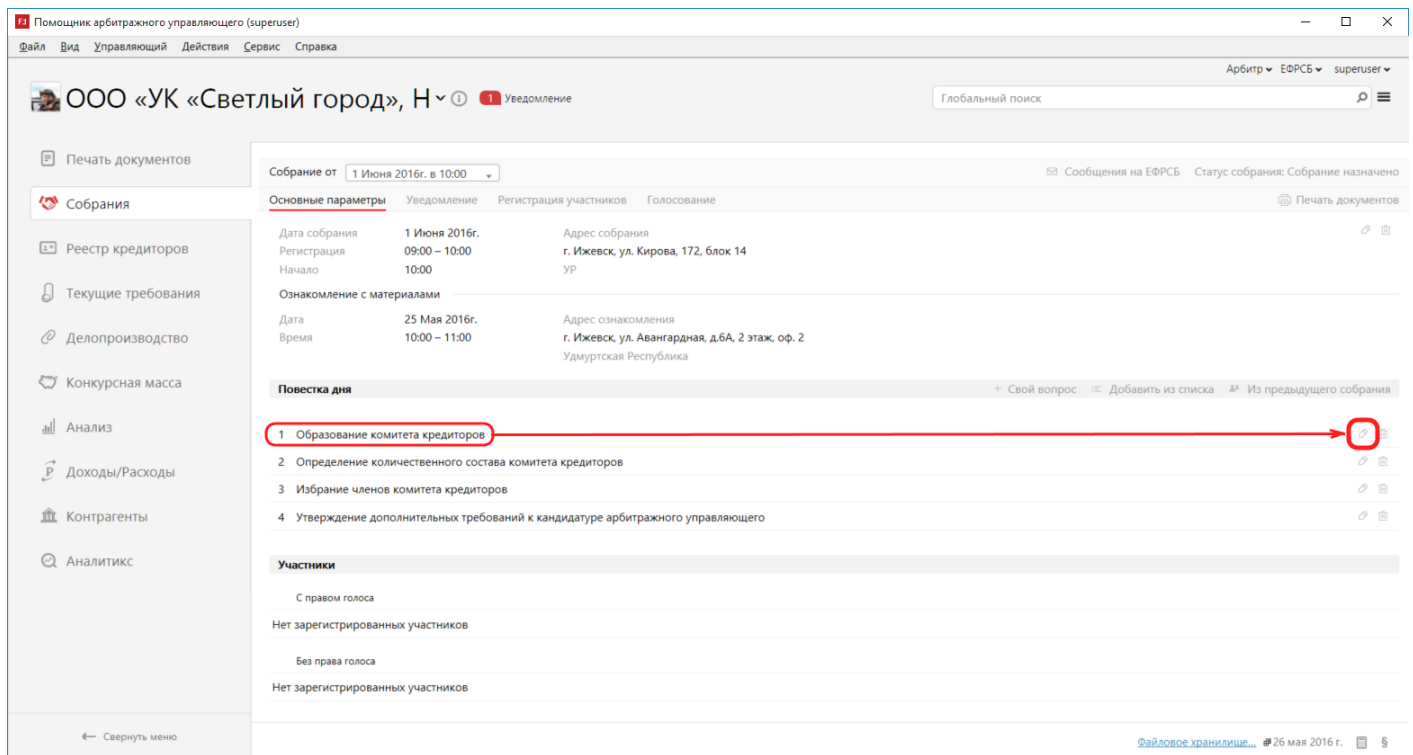 Помощник арбитражного управляющего (superuser)
Файл Вид Управляющий Действия Сервис Справка
Арбитр ЕФРСБ superuser
ООО «УК «Светлый город», Н 1 Уведомление
Глобальный поиск
Печать документов
Собрания
Реестр кредиторов
Текущие требования
Делопроизводство
Конкурсная масса
Анализ
Доходы/Расходы
Контрагенты
Аналитикс
Свернуть меню
Собрание от 1 Июня 2016г. в 10:00 Сообщения на ЕФРСБ Статус собрания: Собрание назначено
Основные параметры Уведомление Регистрация участников Голосование Печать документов
Дата собрания 1 Июня 2016г. Адрес собрания
Регистрация 09:00 – 10:00 г. Ижевск, ул. Кирова, 172, блок 14
Начало 10:00 УР
Ознакомление с материалами
Дата 25 Мая 2016г. Адрес ознакомления
Время 10:00 – 11:00 г. Ижевск, ул. Авангардная, д.6А, 2 этаж, оф. 2
Удмуртская Республика
Повестка дня + Свой вопрос Добавить из списка Из предыдущего собрания
1 Образование комитета кредиторов
2 Определение количественного состава комитета кредиторов
3 Избрание членов комитета кредиторов
4 Утверждение дополнительных требований к кандидатуре арбитражного управляющего
Участники
С правом голоса
Нет зарегистрированных участников
Без права голоса
Нет зарегистрированных участников
Файловое хранилище... #26 мая 2016 г. §